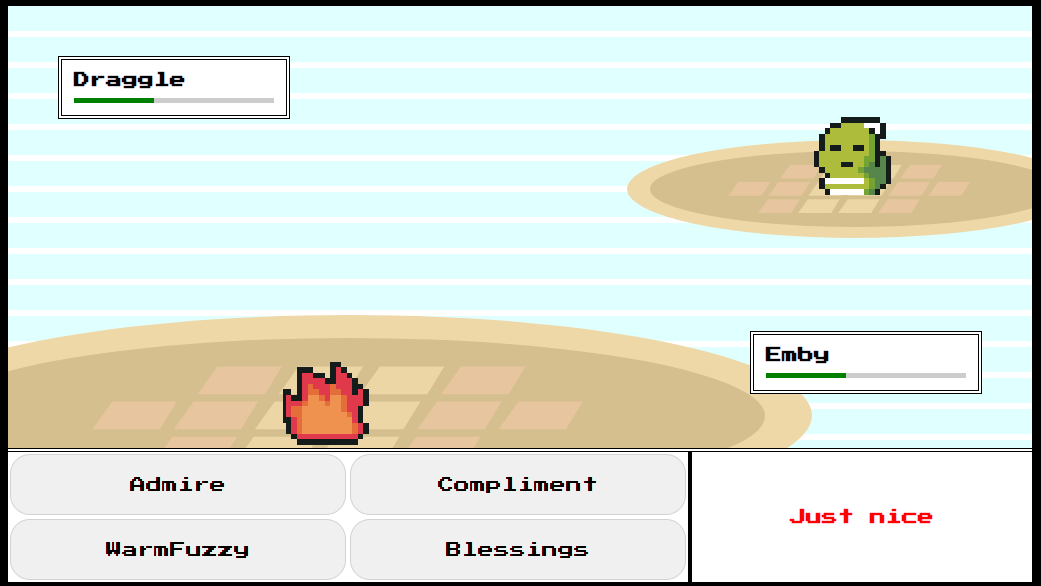 Draggle
Emby
Admire
Compliment
Just nice
WarmFuzzy
Blessings